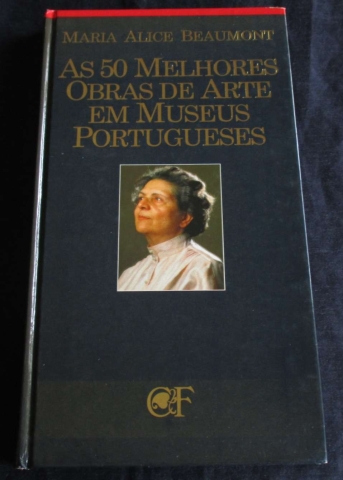 MARIA ALICE BEAUMONT
AS 50 MELHORES
OBRAS DE ARTE
EM MUSEUS
PORTUGUESES
CF